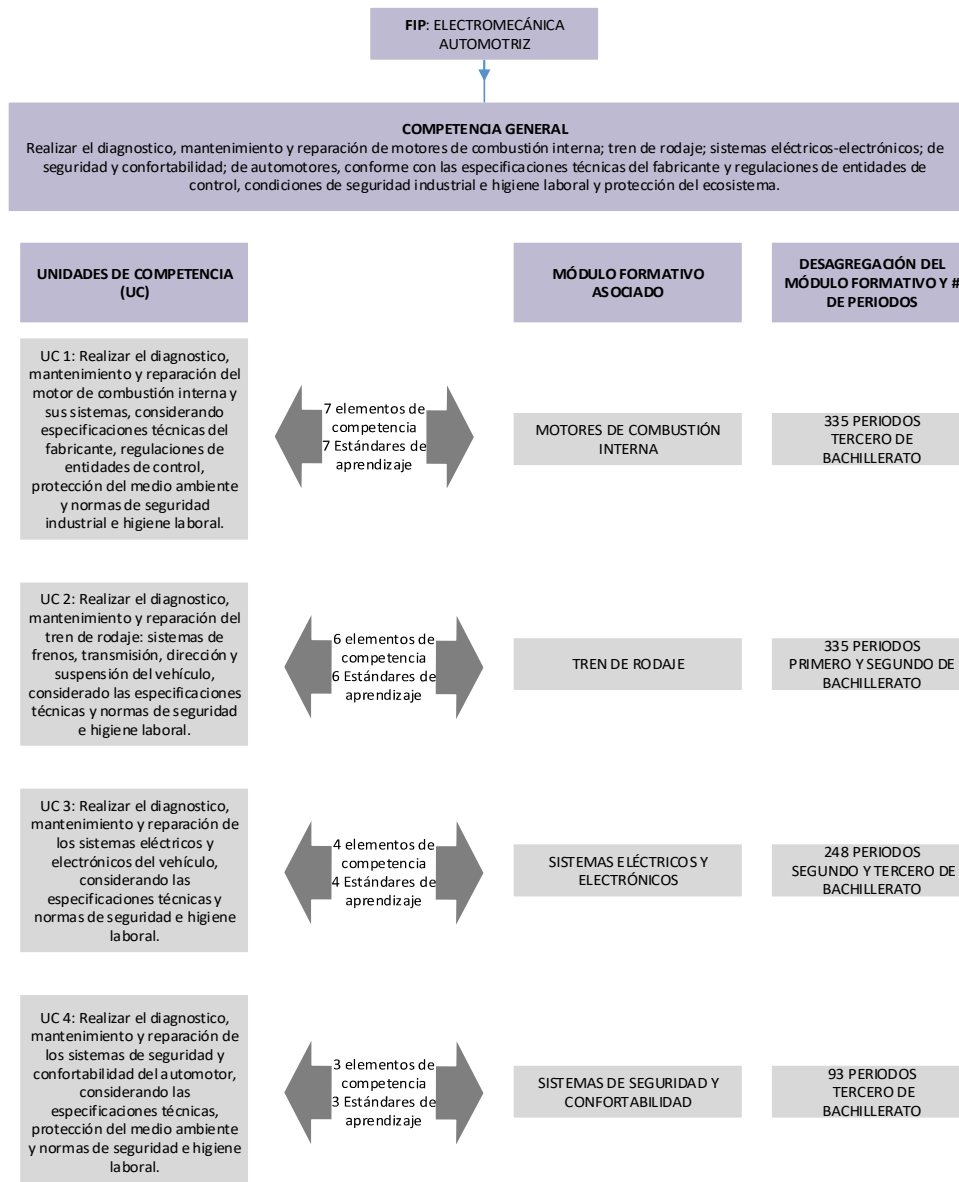 FIP: ELECTROMECÁNICA
AUTOMOTRIZ
COMPETENCIA GENERAL
Realizar el diagnostico, mantenimiento y reparación de motores de combustión interna; tren de rodaje; sistemas eléctricos-electrónicos; de
seguridad y confortabilidad; de automotores, conforme con las especificaciones técnicas del fabricante y regulaciones de entidades de
control, condiciones de seguridad industrial e higiene laboral y protección del ecosistema.
UNIDADES DE COMPETENCIA
(UC)
MÓDULO FORMATIVO
ASOCIADO
DESAGREGACIÓN DEL
MÓDULO FORMATIVO Y #
DE PERIODOS
UC 1: Realizar el diagnostico,
mantenimiento y reparación del
motor de combustión interna y
sus sistemas, considerando
especificaciones técnicas del
fabricante, regulaciones de
entidades de control,
protección del medio ambiente
y normas de seguridad
industrial e higiene laboral.
7 elementos de
competencia
7 Estándares de
aprendizaje
MOTORES DE COMBUSTIÓN
INTERNA
335 PERIODOS
TERCERO DE
BACHILLERATO
UC 2: Realizar el diagnostico,
mantenimiento y reparación del
tren de rodaje: sistemas de
frenos, transmisión, dirección y
suspensión del vehículo,
considerado las especificaciones
técnicas y normas de seguridad
e higiene laboral.
6 elementos de
competencia
6 Estándares de
aprendizaje
TREN DE RODAJE
335 PERIODOS
PRIMERO Y SEGUNDO DE
BACHILLERATO
UC 3: Realizar el diagnostico,
mantenimiento y reparación de
los sistemas eléctricos y
electrónicos del vehículo,
considerando las
especificaciones técnicas y
normas de seguridad e higiene
laboral.
4 elementos de
competencia
4 Estándares de
aprendizaje
SISTEMAS ELÉCTRICOS Y
ELECTRÓNICOS
248 PERIODOS
SEGUNDO Y TERCERO DE
BACHILLERATO
UC 4: Realizar el diagnostico,
mantenimiento y reparación de
los sistemas de seguridad y
confortabilidad del automotor,
considerando las
especificaciones técnicas,
protección del medio ambiente
y normas de seguridad e higiene
laboral.
3 elementos de
competencia
3 Estándares de
aprendizaje
SISTEMAS DE SEGURIDAD Y
CONFORTABILIDAD
93 PERIODOS
TERCERO DE
BACHILLERATO